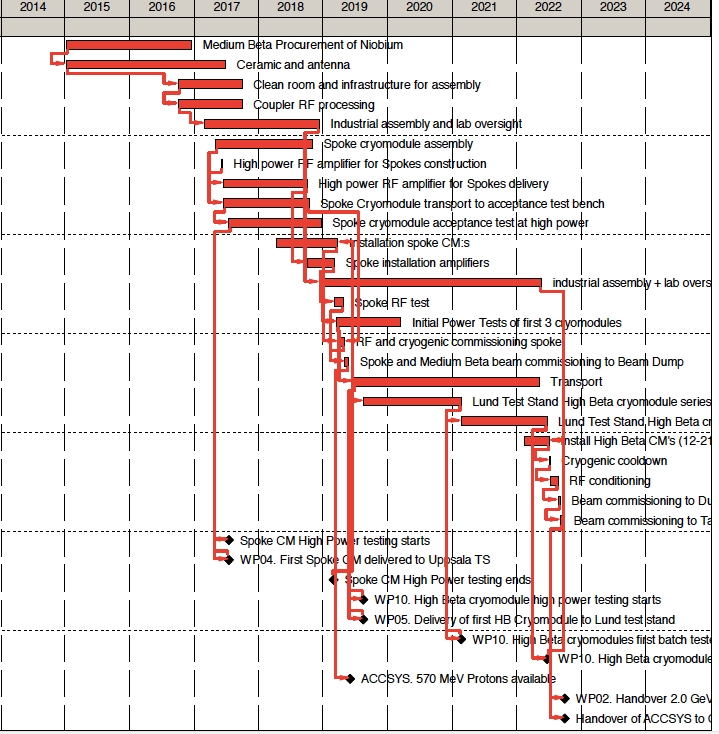 2014 2015 2016 2017 2018 2019 2020 2021 2022 2023 2024
Medium Beta Procurement of Niobium
Ceramic and antenna
Clean room and infrastructure for assembly
Coupler RF processing
Industrial assembly and lab oversight
Spoke cryomodule assembly
High power RF amplifier for Spokes construction
High power RF amplifier for Spokes delivery
Spoke Cryomodule transport to acceptance test bench
Spoke cryomodule acceptance test at high power
Installation spoke CM:s
Spoke installation amplifiers
industrial assembly + lab overs
Spoke RF test
Initial Power Tests of first 3 cryomodules
RF and cryogenic commissioning spoke
Spoke and Medium Beta beam commissioning to Beam Dump
Transport
Lund Test Stand High Beta cryomodule series
Lund Test Stand High Beta cr
Install High Beta CM's (12-21
Cryogenic cooldown
RF conditioning
Beam commissioning to Du
Beam commissioning to Ta
Spoke CM High Power testing starts
WP04. First Spoke CM delivered to Uppsala TS
Spoke CM High Power testing ends
WP10. High Beta cryomodule high power testing starts
WP05. Delivery of first HB Cryomodule to Lund test stand
WP10. High Beta cryomodules first batch teste
WP10. High Beta cryomodule
ACCSYS. 570 MeV Protons available
WP02. Handover 2.0 GeV
Handover of ACCSYS to